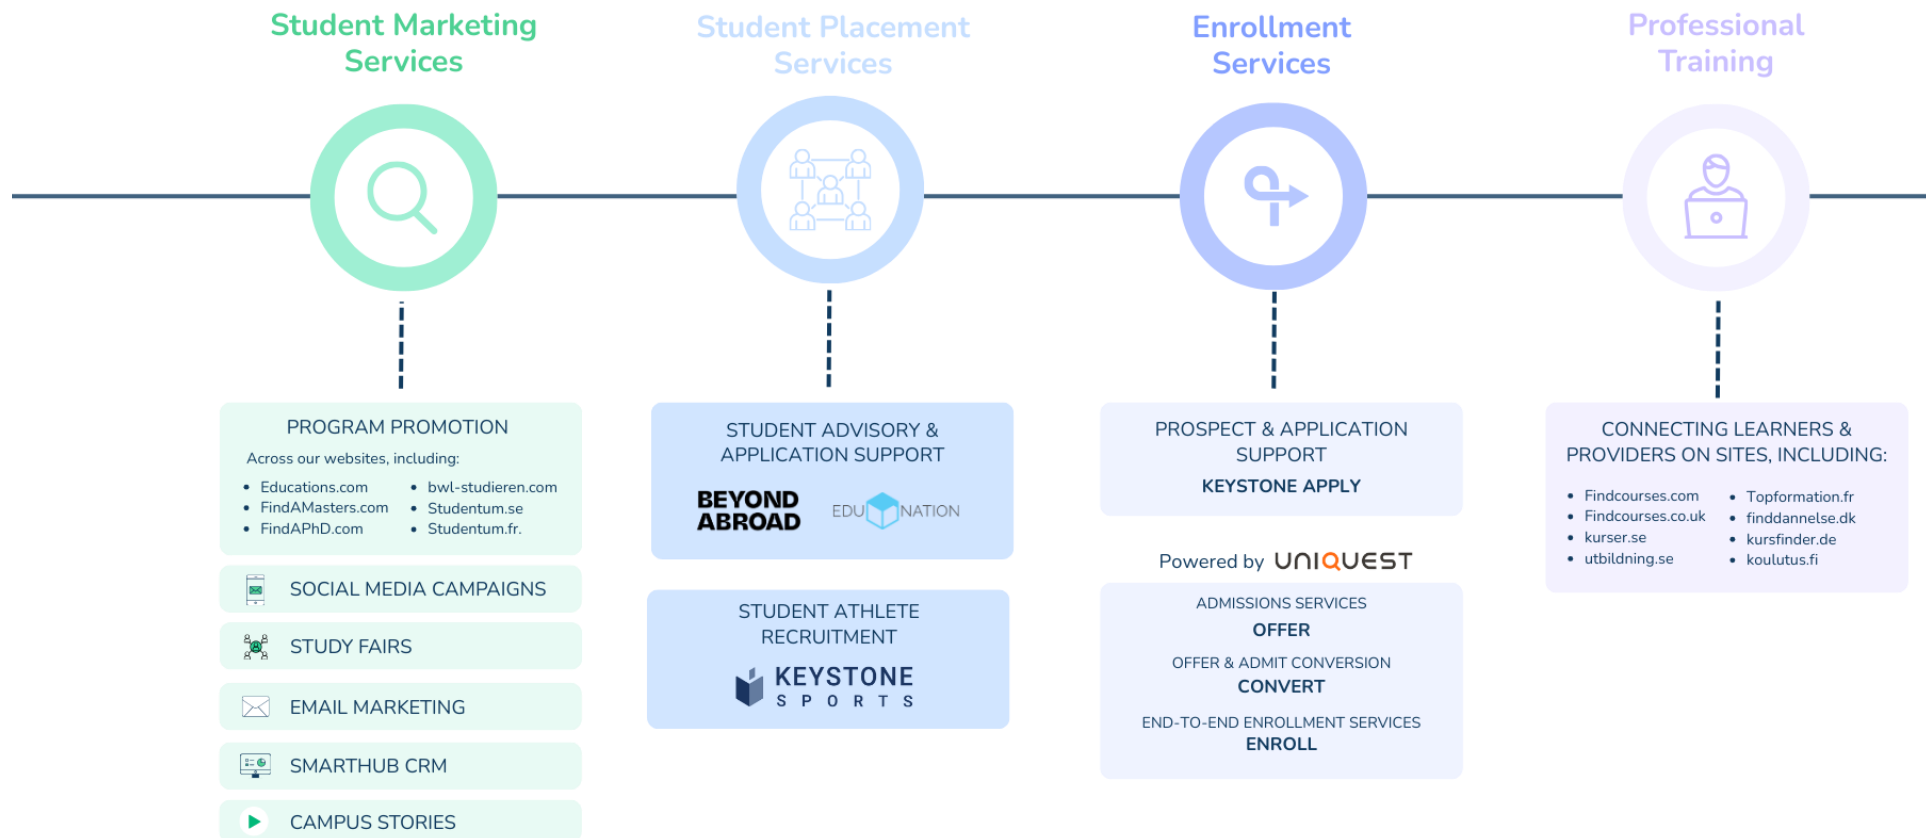 Student Marketing
Services
Student Placement
Services
Enrollment
Services
Professional
Training
PROGRAM PROMOTION
Across our websites, including:
• Educations.com
• FindAMasters.com
• FindAPhD.com
• bwl-studieren.com
• Studentum.se
• Studentum.fr.
SOCIAL MEDIA CAMPAIGNS
STUDY FAIRS
EMAIL MARKETING
SMARTHUB CRM
CAMPUS STORIES
STUDENT ADVISORY &
APPLICATION SUPPORT
BEYOND
ABROAD
EDU NATION
STUDENT ATHLETE
RECRUITMENT
KEYSTONE
SPORTS
PROSPECT & APPLICATION
SUPPORT
KEYSTONE APPLY
Powered by UNIQUEST
ADMISSIONS SERVICES
OFFER
OFFER & ADMIT CONVERSION
CONVERT
END-TO-END ENROLLMENT SERVICES
ENROLL
CONNECTING LEARNERS &
PROVIDERS ON SITES, INCLUDING:
• Findcourses.com
• Findcourses.co.uk
• kurser.se
• utbildning.se
• Topformation.fr
• finddannelse.dk
• kursfinder.de
• koulutus.fi